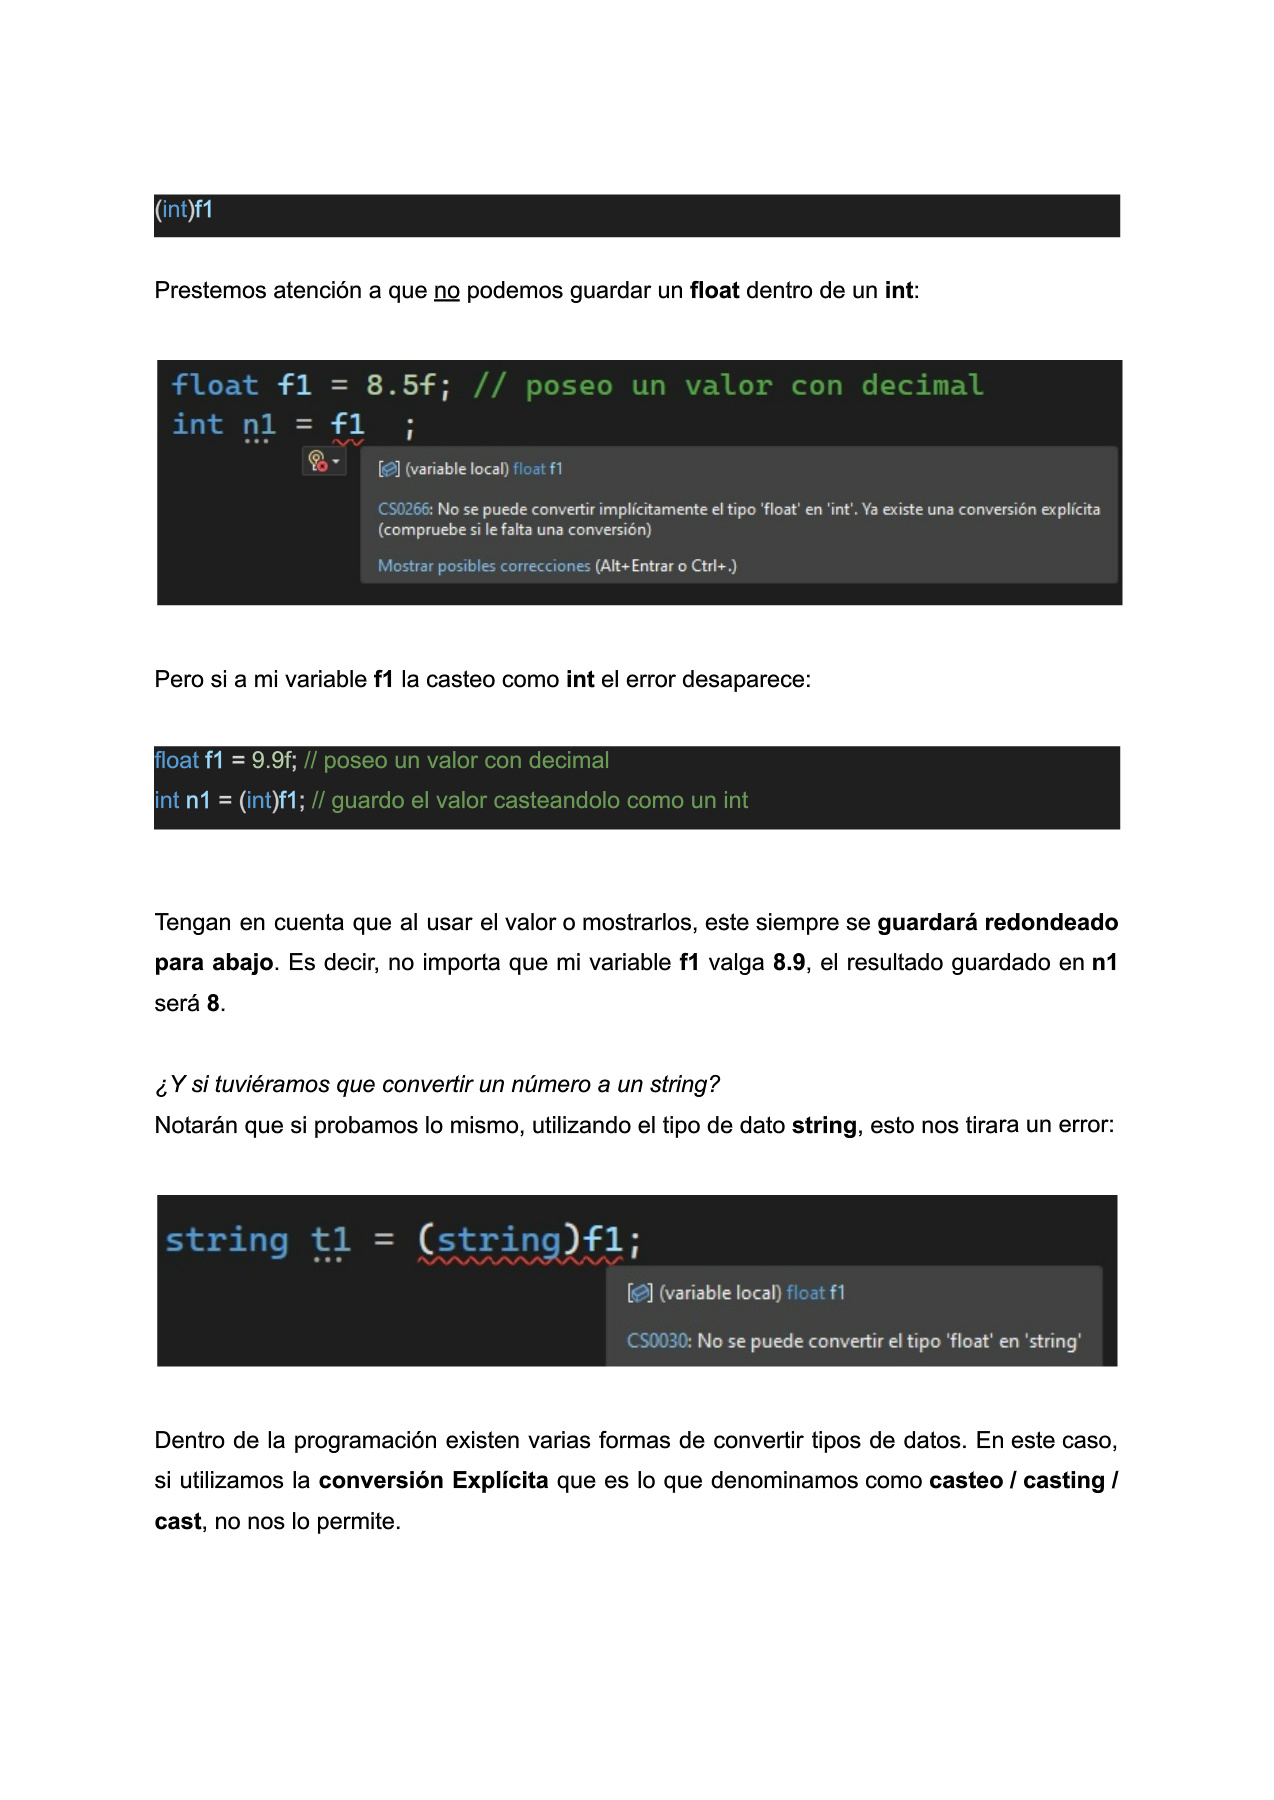 (int)f1
Prestemos atención a que no podemos guardar un float dentro de un int:
float f1 = 8.5f; // poseo un valor con decimal
int n1 = f1 ;
(variable local) float f1
CS0266: No se puede convertir implícitamente el tipo 'float' en 'int'. Ya existe una conversión explícita
(compruebe si le falta una conversión)
Mostrar posibles correcciones (Alt+Entrar o Ctrl+.)
Pero si a mi variable f1 la casteo como int el error desaparece:
float f1 = 9.9f; // poseo un valor con decimal
int n1 = (int)f1; // guardo el valor casteandolo como un int
Tengan en cuenta que al usar el valor o mostrarlos, este siempre se guardará redondeado
para abajo. Es decir, no importa que mi variable f1 valga 8.9, el resultado guardado en n1
será 8.
¿Y si tuviéramos que convertir un número a un string?
Notarán que si probamos lo mismo, utilizando el tipo de dato string, esto nos tirara un error:
string t1 = (string)f1;
(variable local) float f1
CS0030: No se puede convertir el tipo 'float' en 'string'
Dentro de la programación existen varias formas de convertir tipos de datos. En este caso,
si utilizamos la conversión Explícita que es lo que denominamos como casteo / casting /
cast, no nos lo permite.